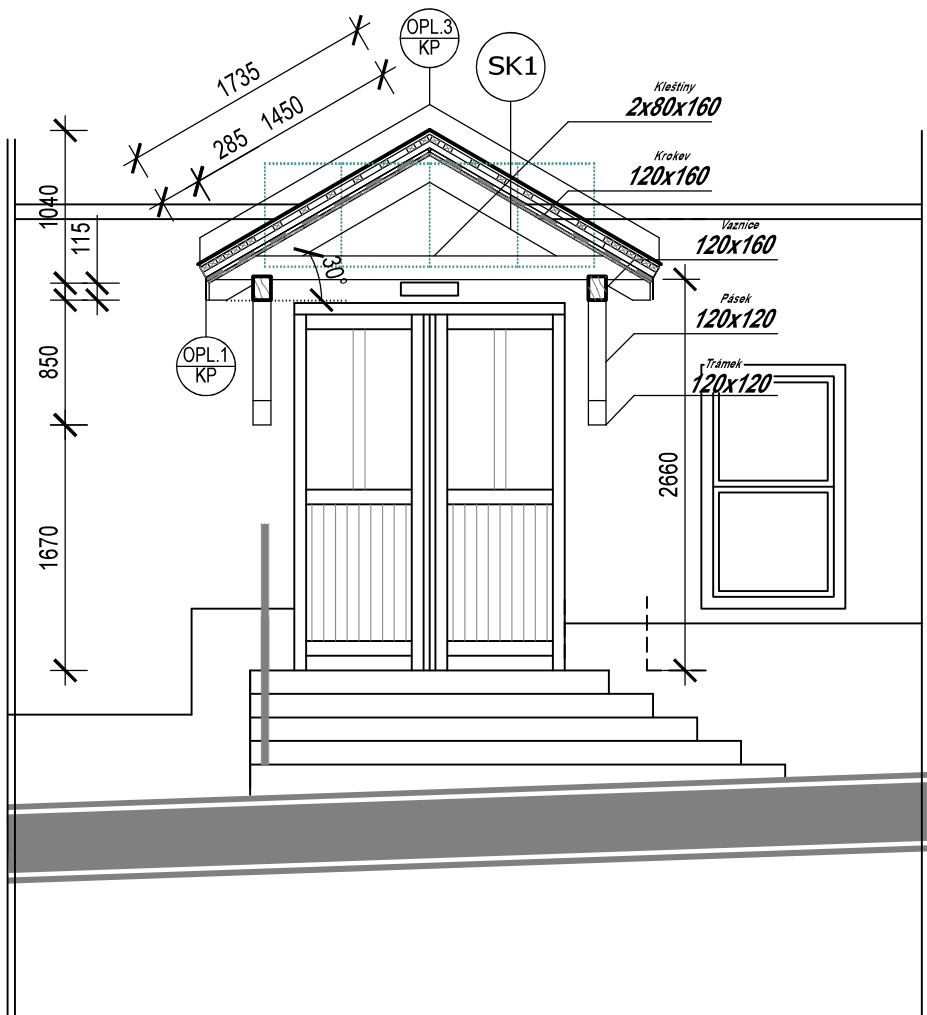 OPL.3
KP
SK1
1735
285 1450
Kleštiny
2x80x160
Krokev
120x160
Vaznice
120x160
1040
115
30°
Pásek
120x120
OPL.1
KP
850
Trámek
120x120
2660
1670